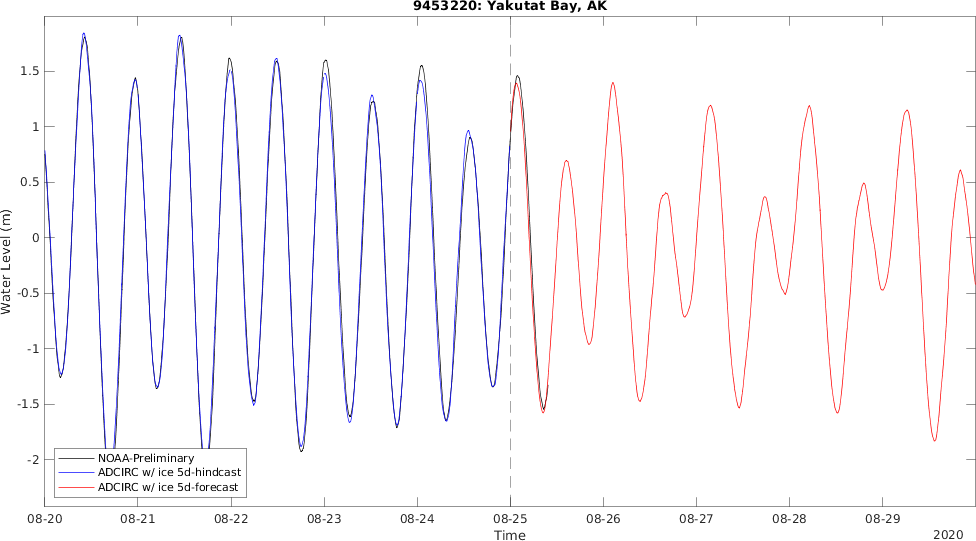 9453220: Yakutat Bay, AK
Water Level (m)
1.5
1
0.5
0
-0.5
-1
-1.5
-2
NOAA-Preliminary
ADCIRC w/ ice 5d-hindcast
ADCIRC w/ ice 5d-forecast
08-20 08-21 08-22 08-23 08-24 08-25 08-26 08-27 08-28 08-29
Time
2020